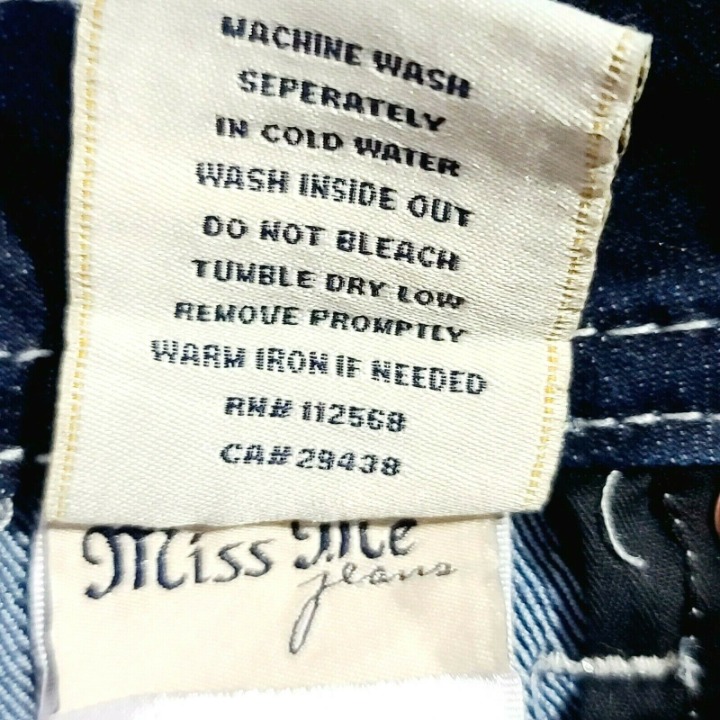 MACHINE WASH
SEPERATELY
IN COLD WATER
WASH INSIDE OUT
DO NOT BLEACH
TUMBLE DRY LOW
REMOVE PROMPTLY
WARM IRON IF NEEDED
RN# 112568
CA# 29438
Miss Me
jeans